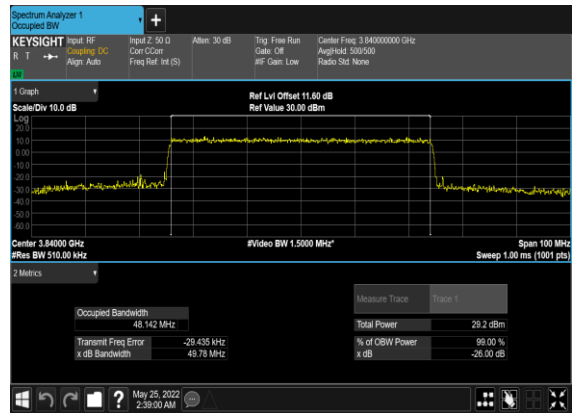 Spectrum Analyzer 1
Occupied BW
+
KEYSIGHT Input: RF Input Z: 50 Ω Atten: 30 dB Trig: Free Run Center Freq: 3.840000000 GHz
R T Coupling: DC Corr CCorr Gate: Off Avg|Hold: 500/500
Align: Auto Freq Ref: Int (S) #IF Gain: Low Radio Std: None
1 Graph
Ref Lvl Offset 11.60 dB
Scale/Div 10.0 dB Ref Value 30.00 dBm
Log
20.0
10.0
0.00
-10.0
-20.0
-30.0
-40.0
-50.0
-60.0
Center 3.84000 GHz #Video BW 1.5000 MHz* Span 100 MHz
#Res BW 510.00 kHz Sweep 1.00 ms (1001 pts)
2 Metrics
Measure Trace Trace 1
Occupied Bandwidth
48.142 MHz Total Power 29.2 dBm
Transmit Freq Error -29.435 kHz % of OBW Power 99.00 %
x dB Bandwidth 49.78 MHz x dB -26.00 dB
? May 25, 2022
2:39:00 AM